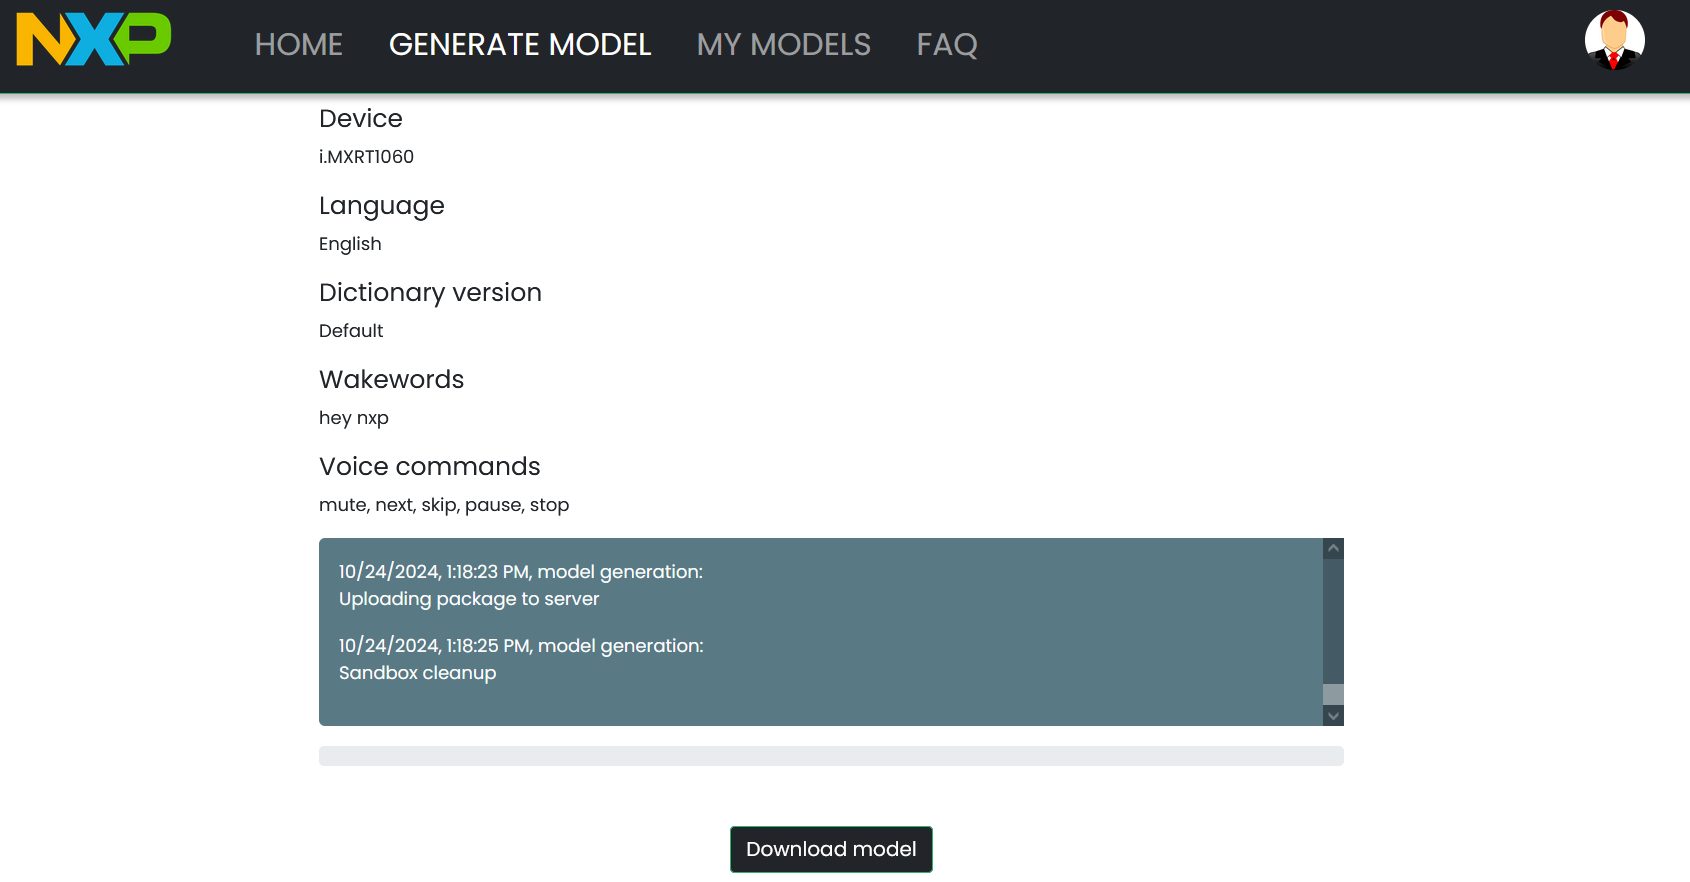 NXP
HOME GENERATE MODEL MY MODELS FAQ
Device
i.MXRT1060
Language
English
Dictionary version
Default
Wakewords
hey nxp
Voice commands
mute, next, skip, pause, stop
10/24/2024, 1:18:23 PM, model generation:
Uploading package to server
10/24/2024, 1:18:25 PM, model generation:
Sandbox cleanup
Download model